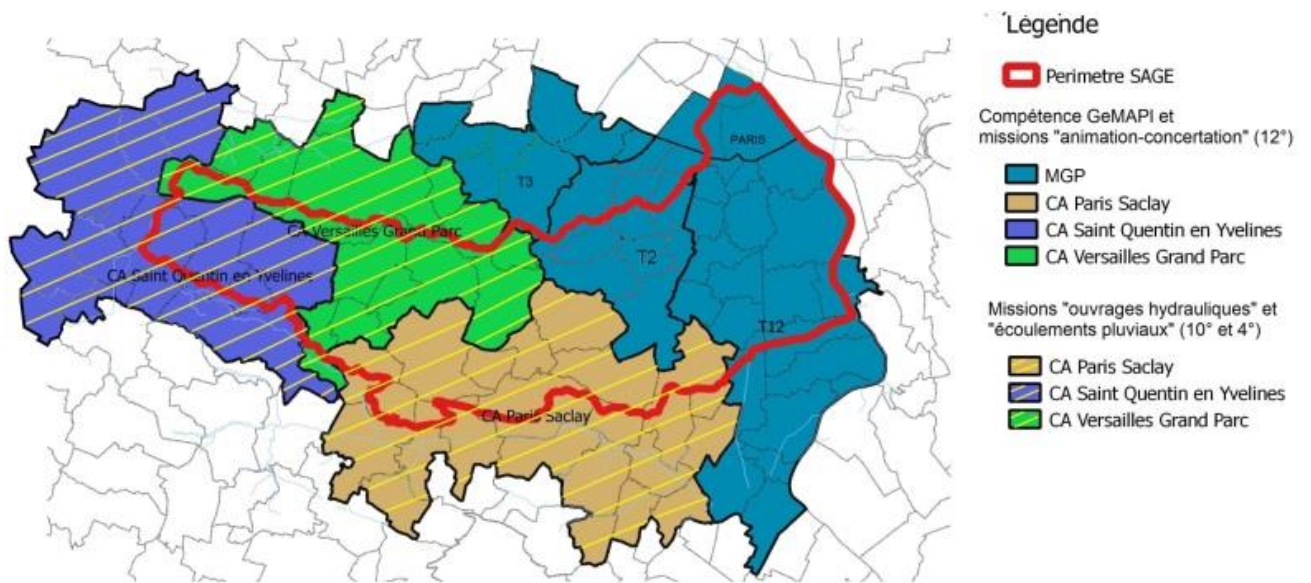 Légende
Perimetre SAGE
Compétence GeMAPI et
missions "animation-concertation" (12°)
MGP
CA Paris Saclay
CA Saint Quentin en Yvelines
CA Versailles Grand Parc
Missions "ouvrages hydrauliques" et
"écoulements pluviaux" (10° et 4°)
CA Paris Saclay
CA Saint Quentin en Yvelines
CA Versailles Grand Parc
PARIS
T3
CA Versailles Grand Parc
T2
CA Saint Quentin en Yvelines
T12
CA Paris Saclay